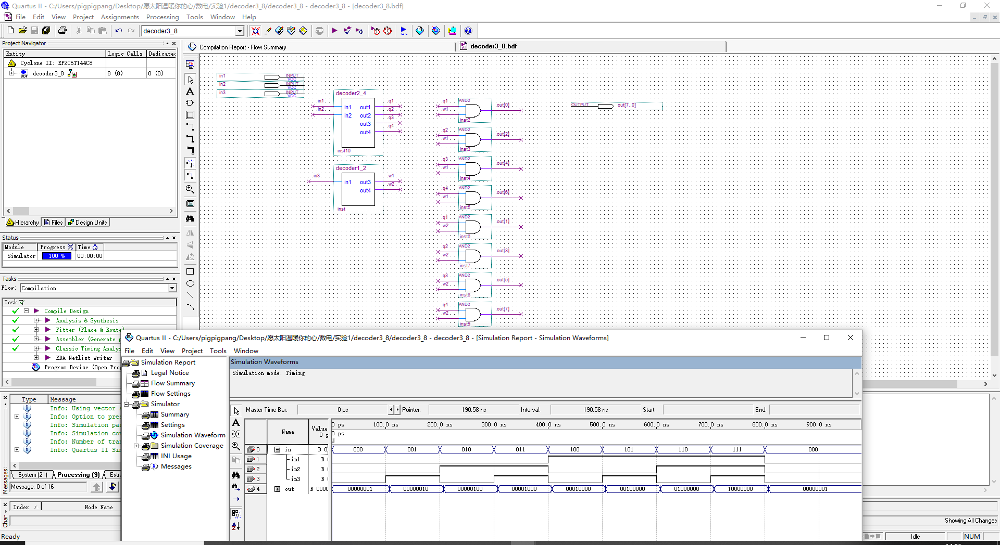 Quartus II - C:/Users/pigpigpang/Desktop/愿太阳温暖你的心/数电/实验1/decoder3_8/decoder3_8 - decoder3_8 - [decoder3_8.bdf]
File Edit View Project Assignments Processing Tools Window Help
decoder3_8
Project Navigator
Entity Logic Cells Dedicated
Cyclone II: EP2C5T144C8
decoder3_8 8 (8) 0 (0)
Hierarchy Files Design Units
Status
Module Progress % Time
Simulator 100 % 00:00:00
Tasks
Flow: Compilation
Task
Compile Design
Analysis & Synthesis
Fitter (Place & Route)
Assembler (Generate p
Classic Timing Analys
EDA Netlist Writer
Program Device (Open Pro
Compilation Report - Flow Summary
decoder3_8.bdf
in1 INPUT VCC
in2 INPUT VCC
in3 INPUT VCC
decoder2_4
in1 in1 out1 q1
in2 in2 out2 q2
out3 q3
out4 q4
inst10
decoder1_2
in3 in1 out3 w1
out4 w2
inst
q1 AND2 out[0]
w1
inst2
q2 AND2 out[2]
w1
inst3
q3 AND2 out[4]
w1
inst4
q4 AND2 out[6]
w1
inst5
q1 AND2 out[1]
w2
inst6
q2 AND2 out[3]
w2
inst7
q3 AND2 out[5]
w2
inst8
q4 AND2 out[7]
w2
inst9
OUTPUT out[7..0]
Type Message
Info: Using vector s
Info: Option to pres
Info: Simulation pa
Info: Simulation cov
Info: Number of tran
Info: Quartus II Sim
System (21) Processing (9) Extra
Message: 0 of 16
Messages
Index / Node Name
Char
Showing All Changes
Ready
Idle NUM
Quartus II - C:/Users/pigpigpang/Desktop/愿太阳温暖你的心/数电/实验1/decoder3_8/decoder3_8 - decoder3_8 - [Simulation Report - Simulation Waveforms]
File Edit View Project Tools Window
Simulation Report
Legal Notice
Flow Summary
Flow Settings
Simulator
Summary
Settings
Simulation Waveform
Simulation Coverage
INI Usage
Messages
Simulation Waveforms
Simulation mode: Timing
Master Time Bar: 0 ps Pointer: 190.58 ns Interval: 190.58 ns Start: End:
Name Value 0 p
0 ps 100.0 ns 200.0 ns 300.0 ns 400.0 ns 500.0 ns 600.0 ns 700.0 ns 800.0 ns 900.0 ns
0 ps
0 in B 0 000 001 010 011 100 101 110 111 000
1 in1 B
2 in2 B
3 in3 B
4 out B 0000 00000001 00000010 00000100 00001000 00010000 00100000 01000000 10000000 00000001